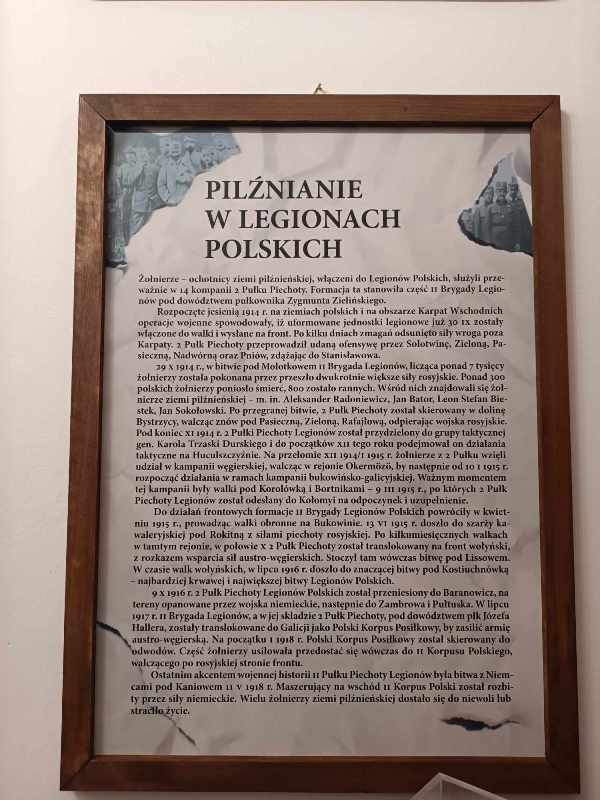 PILŹNIANIE
W LEGIONACH
POLSKICH
Żołnierze – ochotnicy ziemi pilźnieńskiej, włączeni do Legionów Polskich, służyli prze-
ważnie w 14 kompanii 2 Pułku Piechoty. Formacja ta stanowiła część II Brygady Legio-
nów pod dowództwem pułkownika Zygmunta Zielińskiego.
Rozpoczęte jesienią 1914 r. na ziemiach polskich i na obszarze Karpat Wschodnich
operacje wojenne spowodowały, iż uformowane jednostki legionowe już 30 IX zostały
włączone do walki i wysłane na front. Po kilku dniach zmagań odsunięto siły wroga poza
Karpaty. 2 Pułk Piechoty przeprowadził udaną ofensywę przez Sołotwinę, Zieloną, Pa-
sieczną, Nadwórną oraz Pniów, zdążając do Stanisławowa.
29 X 1914 r., w bitwie pod Mołotkowem II Brygada Legionów, licząca ponad 7 tysięcy
żołnierzy została pokonana przez przeszło dwukrotnie większe siły rosyjskie. Ponad 300
polskich żołnierzy poniosło śmierć, 800 zostało rannych. Wśród nich znajdowali się żoł-
nierze ziemi pilźnieńskiej – m. in. Aleksander Radoniewicz, Jan Bator, Leon Stefan Bie-
stek, Jan Sokołowski. Po przegranej bitwie, 2 Pułk Piechoty został skierowany w dolinę
Bystrzycy, walcząc znów pod Pasieczną, Zieloną, Rafajłową, odpierając wojska rosyjskie.
Pod koniec XI 1914 r. 2 Pułki Piechoty Legionów został przydzielony do grupy taktycznej
gen. Karola Trzaski Durskiego i do początków XII tego roku podejmował on działania
taktyczne na Huculszczyźnie. Na przełomie XII 1914/I 1915 r. żołnierze z 2 Pułku wzięli
udział w kampanii węgierskiej, walcząc w rejonie Okermözö, by następnie od 10 I 1915 r.
rozpocząć działania w ramach kampanii bukowińsko-galicyjskiej. Ważnym momentem
tej kampanii były walki pod Korolówką i Bortnikami – 9 III 1915 r., po których 2 Pułk
Piechoty Legionów został odesłany do Kołomyi na odpoczynek i uzupełnienie.
Do działań frontowych formacje II Brygady Legionów Polskich powróciły w kwiet-
niu 1915 r., prowadząc walki obronne na Bukowinie. 13 VI 1915 r. doszło do szarży ka-
waleryjskiej pod Rokitną z siłami piechoty rosyjskiej. Po kilkumiesięcznych walkach
w tamtym rejonie, w połowie X 2 Pułk Piechoty został translokowany na front wołyński,
z rozkazem wsparcia sił austro-węgierskich. Stoczył tam wówczas bitwę pod Lissowem.
W czasie walk wołyńskich, w lipcu 1916 r. doszło do znaczącej bitwy pod Kostiuchnówką
– najbardziej krwawej i największej bitwy Legionów Polskich.
9 X 1916 r. 2 Pułk Piechoty Legionów Polskich został przeniesiony do Baranowicz, na
tereny opanowane przez wojska niemieckie, następnie do Zambrowa i Pułtuska. W lipcu
1917 r. II Brygada Legionów, a w jej składzie 2 Pułk Piechoty, pod dowództwem płk Józefa
Hallera, zostały translokowane do Galicji jako Polski Korpus Posiłkowy, by zasilić armię
austro-węgierską. Na początku I 1918 r. Polski Korpus Posiłkowy został skierowany do
odwodów. Część żołnierzy usiłowała przedostać się wówczas do II Korpusu Polskiego,
walczącego po rosyjskiej stronie frontu.
Ostatnim akcentem wojennej historii II Pułku Piechoty Legionów była bitwa z Niem-
cami pod Kaniowem 11 V 1918 r. Maszerujący na wschód II Korpus Polski został rozbi-
ty przez siły niemieckie. Wielu żołnierzy ziemi pilźnieńskiej dostało się do niewoli lub
straciło życie.